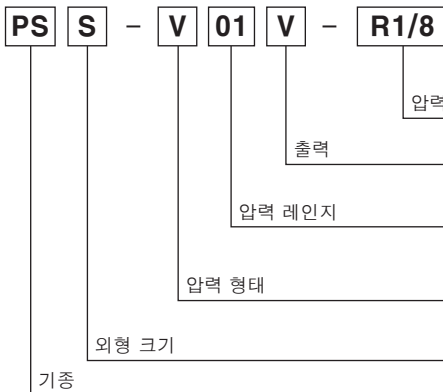 PS S - V 01 V - R1/8
압력
출력
압력 레인지
압력 형태
외형 크기
기종